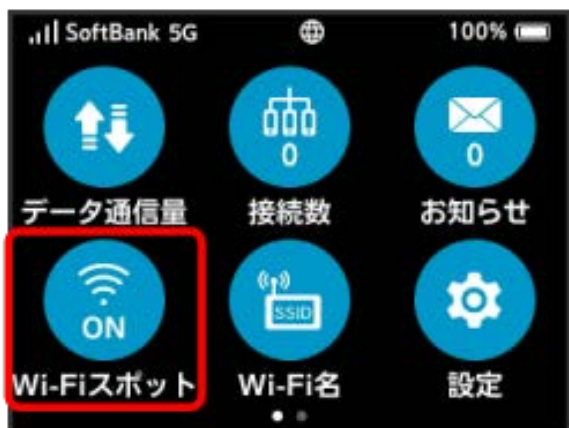 SoftBank 5G 100%
0 0
データ通信量 接続数 お知らせ
ON SSID
Wi-Fiスポット Wi-Fi名 設定